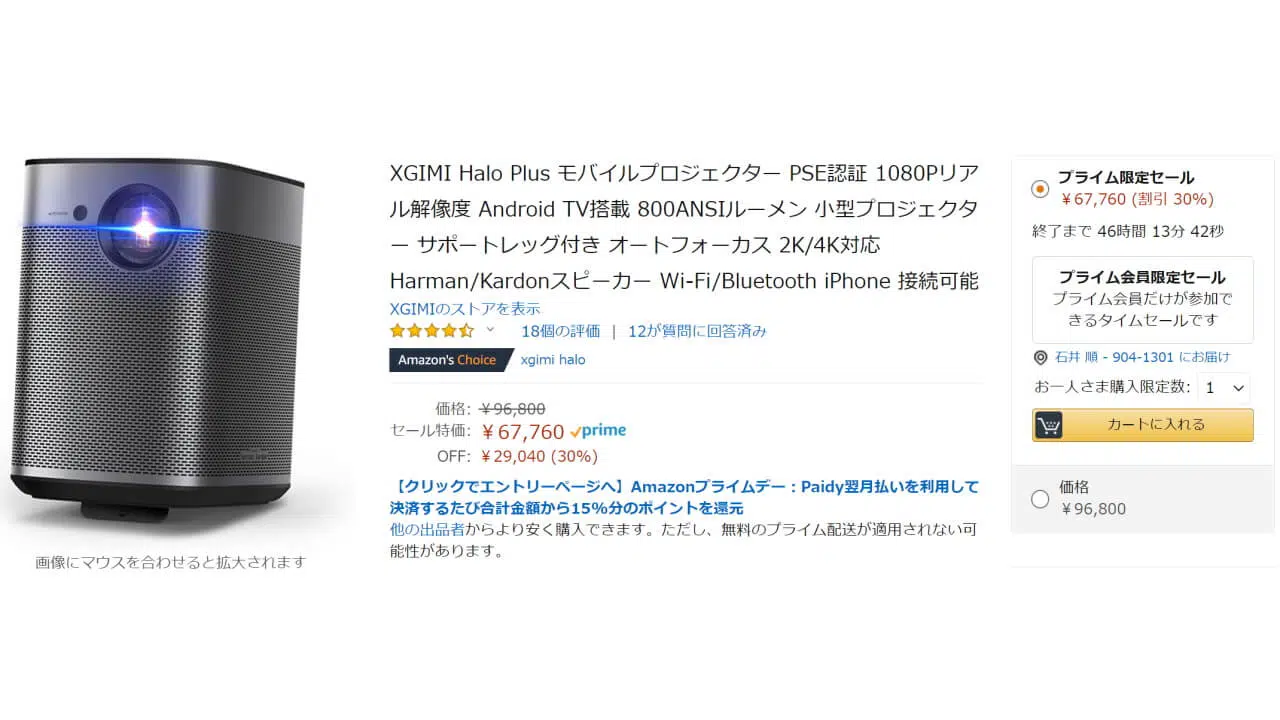 XGIMI Halo Plus モバイルプロジェクター PSE認証 1080Pリア
ル解像度 Android TV搭載 800ANSIルーメン 小型プロジェクタ
ー サポートレッグ付き オートフォーカス 2K/4K対応
Harman/Kardonスピーカー Wi-Fi/Bluetooth iPhone 接続可能
XGIMIのストアを表示
18個の評価 | 12が質問に回答済み
Amazon's Choice xgimi halo
価格: ￥96,800
セール特価: ￥67,760 prime
OFF: ￥29,040 (30%)
【クリックでエントリーページへ】Amazonプライムデー：Paidy翌月払いを利用して
決済するたび合計金額から15%分のポイントを還元
他の出品者からより安く購入できます。ただし、無料のプライム配送が適用されない可
能性があります。
画像にマウスを合わせると拡大されます
プライム限定セール
￥67,760 (割引 30%)
終了まで 46時間 13分 42秒
プライム会員限定セール
プライム会員だけが参加で
きるタイムセールです
石井 順 - 904-1301 にお届け
お一人さま購入限定数: 1
カートに入れる
価格
￥96,800